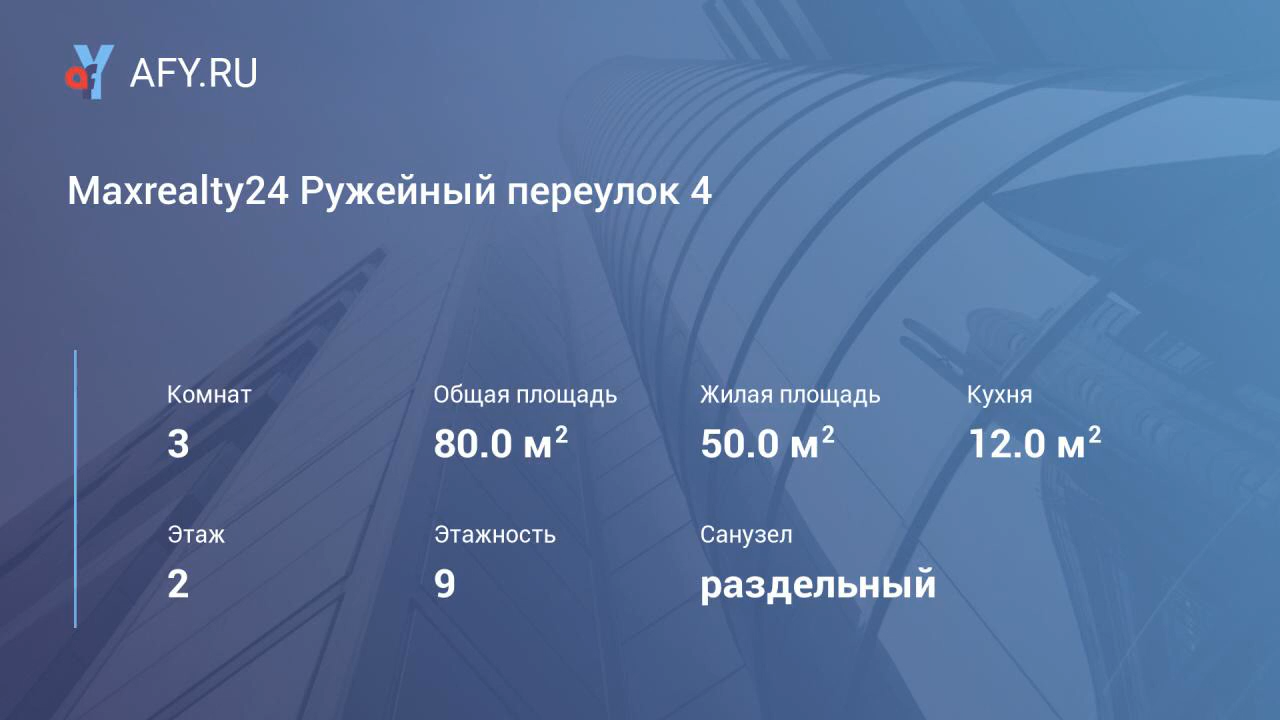 AFY.RU
Maxrealty24 Ружейный переулок 4
Комнат
3
Общая площадь
80.0 м²
Жилая площадь
50.0 м²
Кухня
12.0 м²
Этаж
2
Этажность
9
Санузел
раздельный